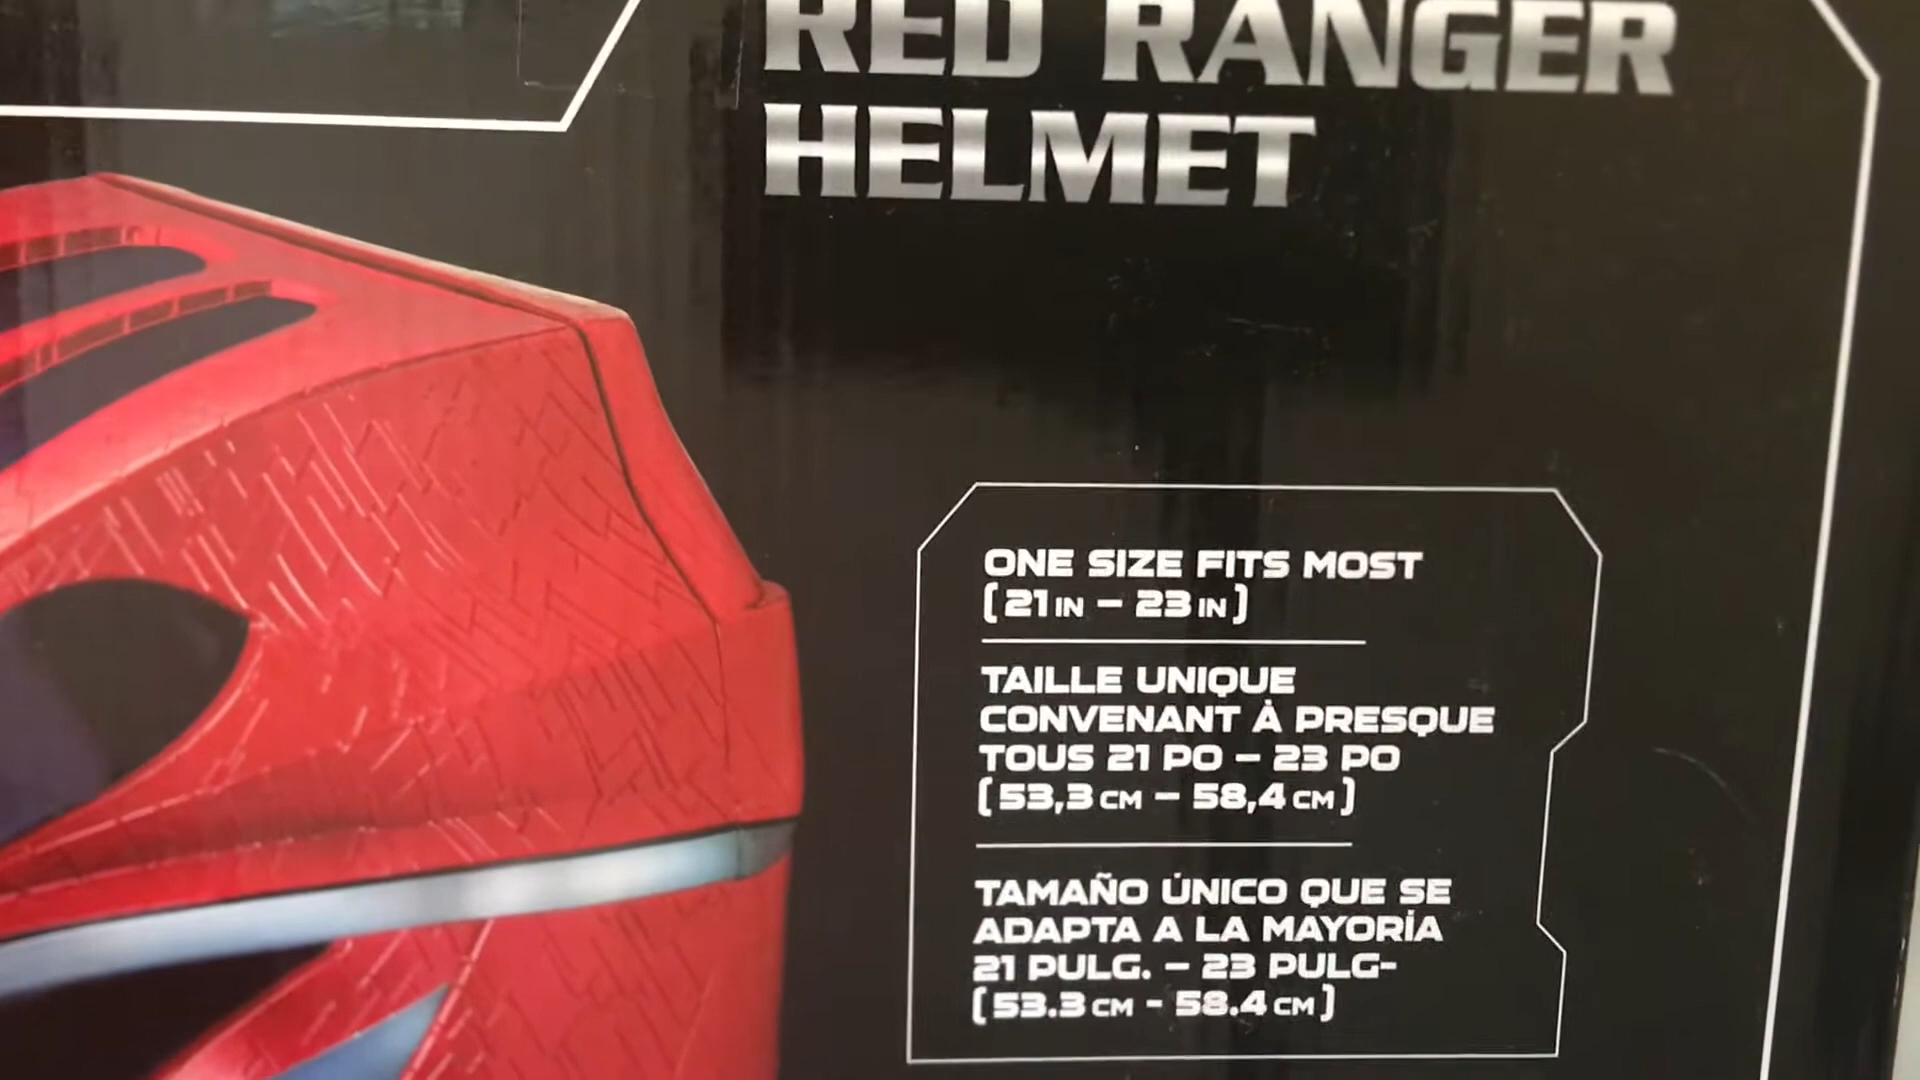 RED RANGER
HELMET
ONE SIZE FITS MOST
[21 IN – 23 IN]
TAILLE UNIQUE
CONVENANT À PRESQUE
TOUS 21 PO – 23 PO
[53,3 CM – 58,4 CM]
TAMAÑO ÚNICO QUE SE
ADAPTA A LA MAYORÍA
21 PULG. – 23 PULG-
[53.3 CM - 58.4 CM]